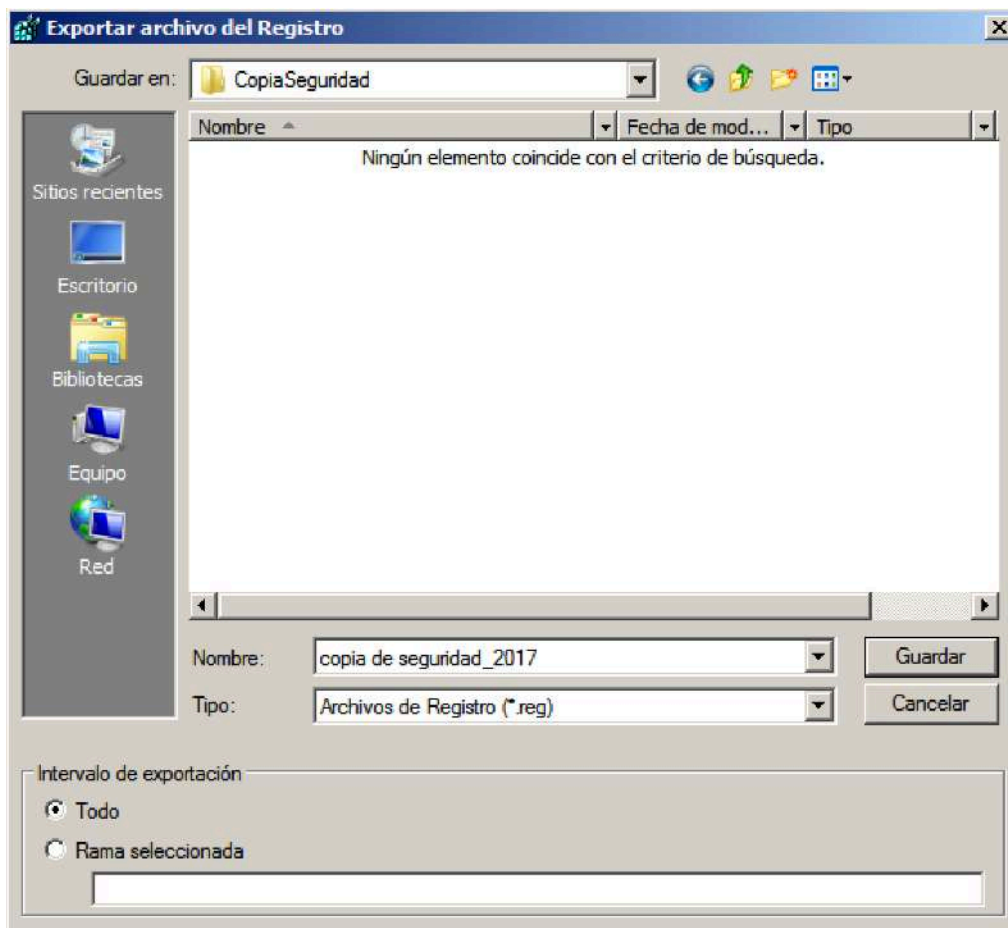 Exportar archivo del Registro
Guardar en: CopiaSeguridad
Nombre Fecha de mod... Tipo
Ningún elemento coincide con el criterio de búsqueda.
Sitios recientes
Escritorio
Bibliotecas
Equipo
Red
Nombre: copia de seguridad_2017 Guardar
Tipo: Archivos de Registro (*.reg) Cancelar
Intervalo de exportación
Todo
Rama seleccionada